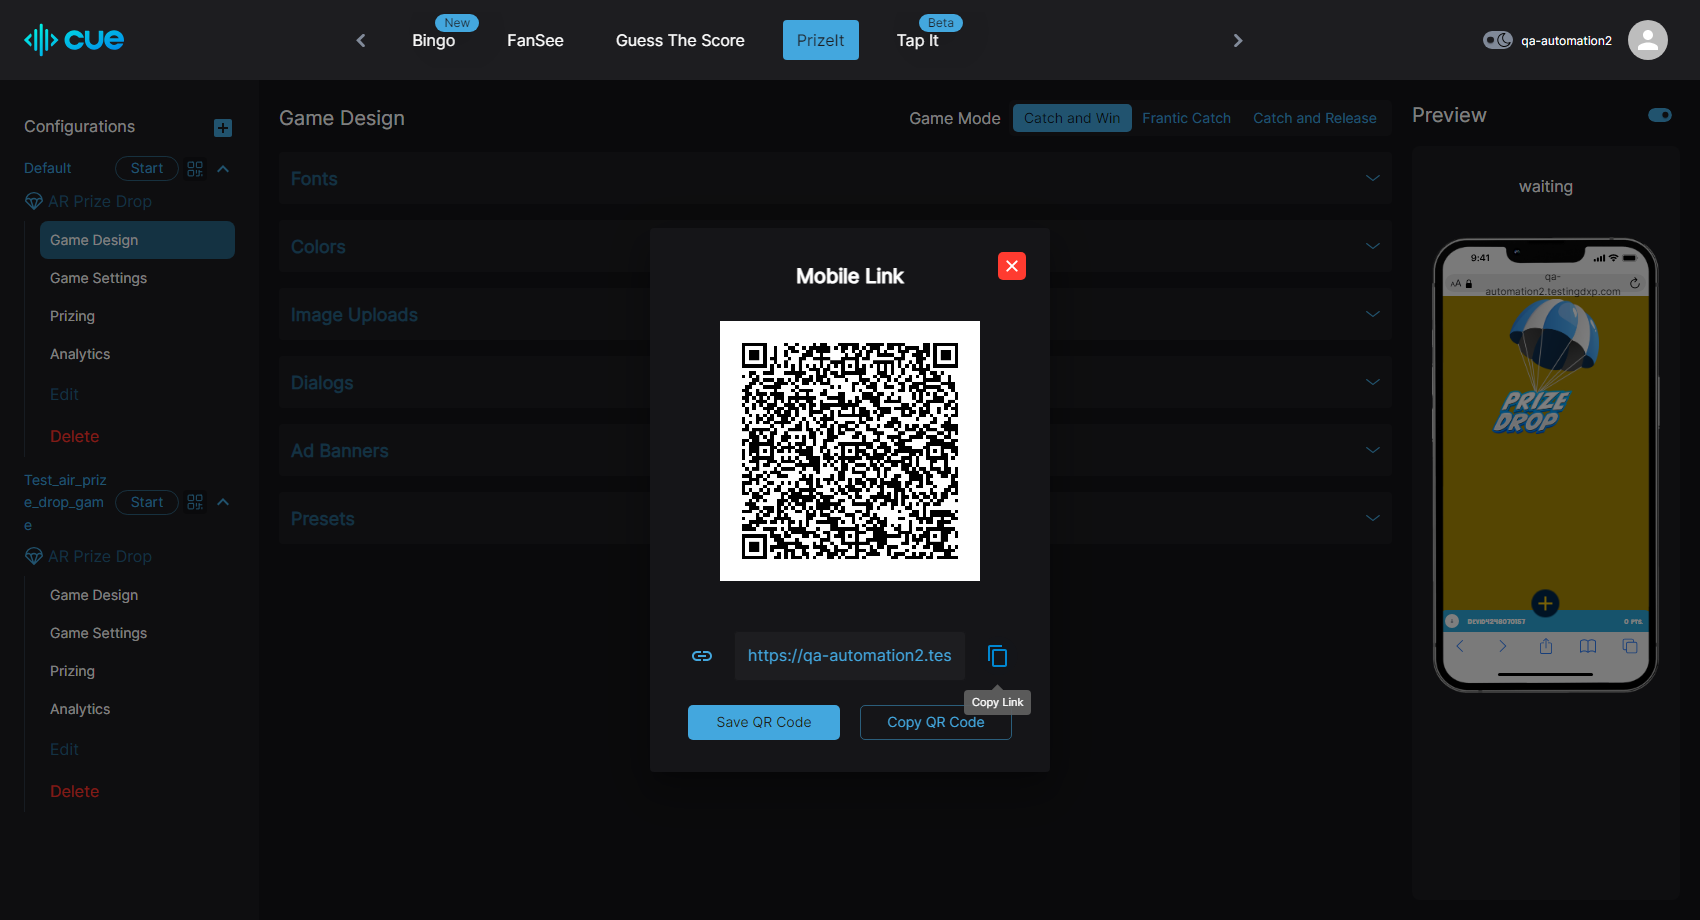 cue
New
Bingo
FanSee
Guess The Score
PrizeIt
Beta
Tap It
qa-automation2
Configurations
Default
Start
AR Prize Drop
Game Design
Game Settings
Prizing
Analytics
Edit
Delete
Test_air_priz
e_drop_gam
e
Start
AR Prize Drop
Game Design
Game Settings
Prizing
Analytics
Edit
Delete
Game Design
Game Mode
Catch and Win
Frantic Catch
Catch and Release
Fonts
Colors
Image Uploads
Dialogs
Ad Banners
Presets
Mobile Link
https://qa-automation2.tes
Copy Link
Save QR Code
Copy QR Code
Preview
waiting
9:41
AA
qa-
automation2.testingdxp.com
PRIZE
DROP
0 PTS.